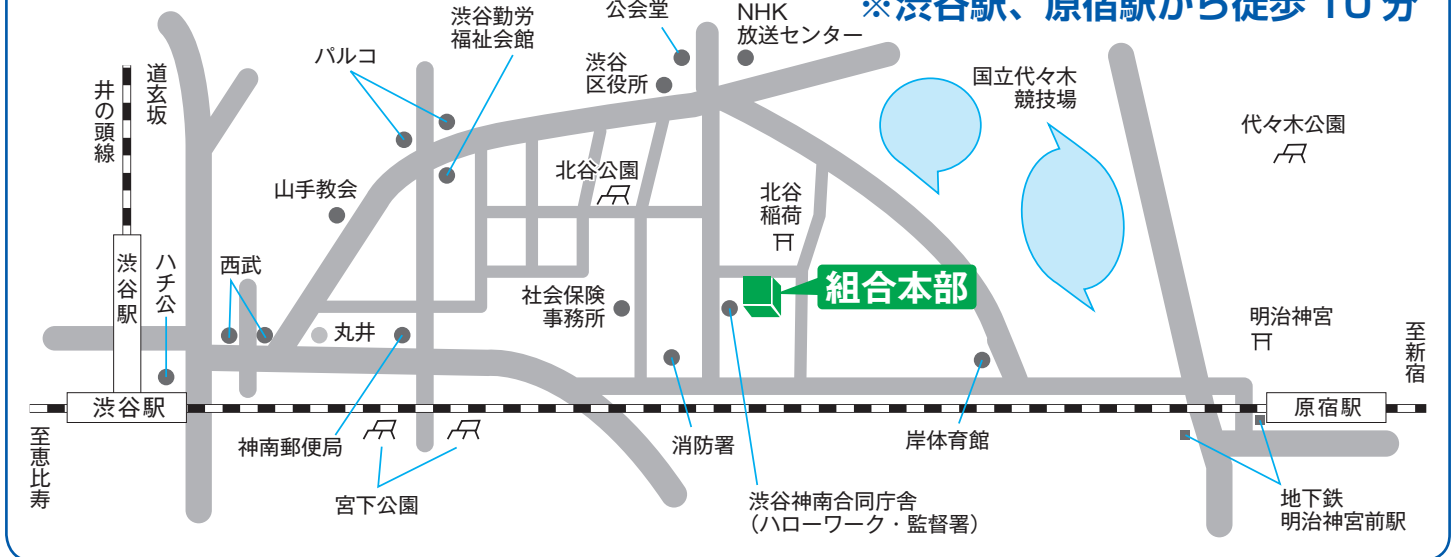 ※渋谷駅、原宿駅から徒歩 10 分
公会堂
NHK
放送センター
渋谷勤労
福祉会館
パルコ
渋谷
区役所
国立代々木
競技場
代々木公園
道玄坂
井の頭線
山手教会
北谷公園
北谷
稲荷
渋谷駅
ハチ公
西武
丸井
社会保険
事務所
組合本部
明治神宮
至新宿
渋谷駅
原宿駅
至恵比寿
神南郵便局
宮下公園
消防署
岸体育館
渋谷神南合同庁舎
（ハローワーク・監督署）
地下鉄
明治神宮前駅